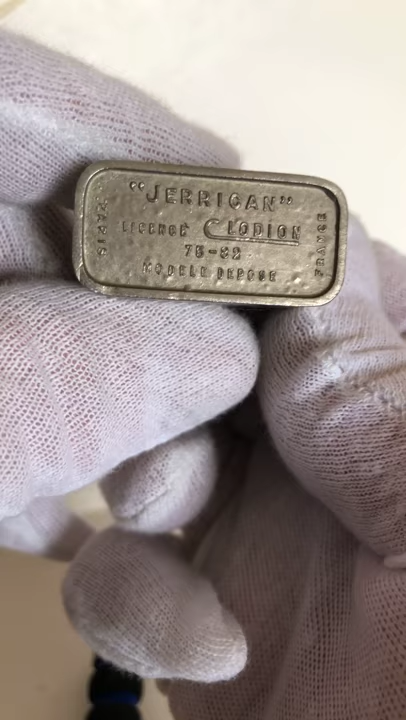 "JERRICAN"
LICENCE CLODION
75-82
MODELE DEPOSE
PARIS
FRANCE